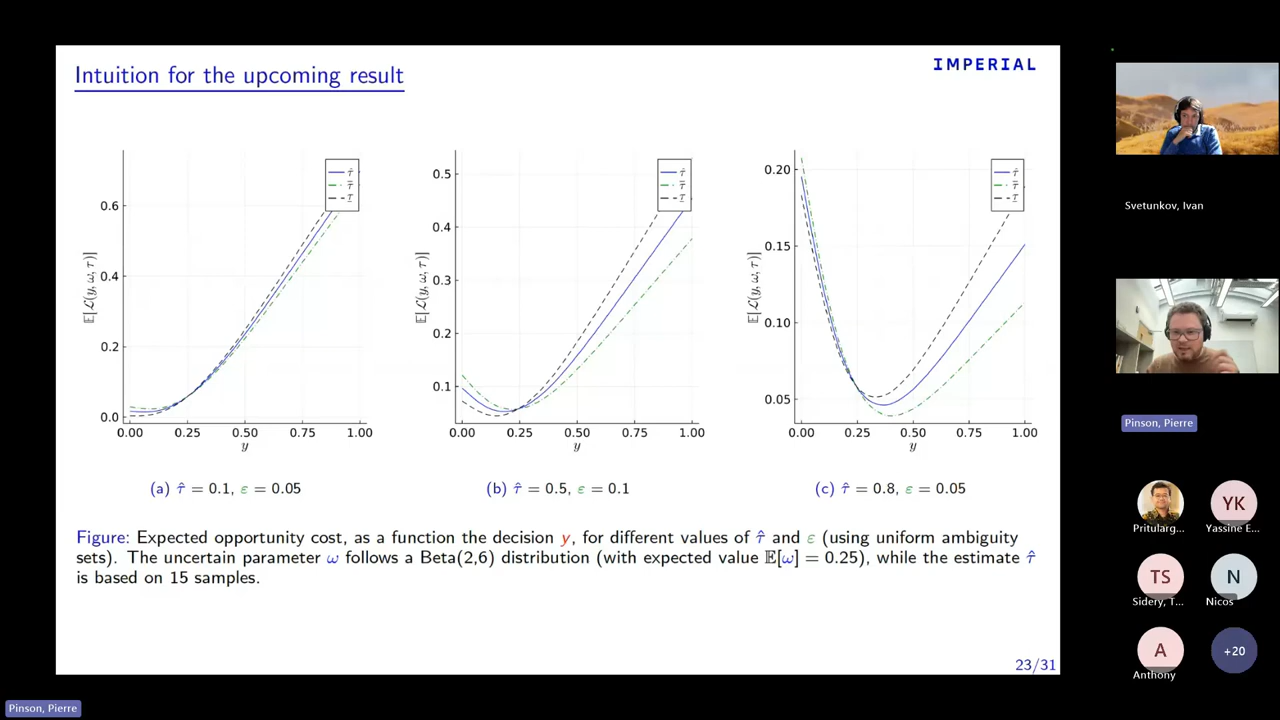 Intuition for the upcoming result
IMPERIAL
0.6
0.4
0.2
0.0
0.00 0.25 0.50 0.75 1.00
y
𝔼[ℒ(y, ω, τ)]
τ̂
τ̄
τ̲
(a) τ̂ = 0.1, ε = 0.05
0.5
0.4
0.3
0.2
0.1
0.00 0.25 0.50 0.75 1.00
y
𝔼[ℒ(y, ω, τ)]
τ̂
τ̄
τ̲
(b) τ̂ = 0.5, ε = 0.1
0.20
0.15
0.10
0.05
0.00 0.25 0.50 0.75 1.00
y
𝔼[ℒ(y, ω, τ)]
τ̂
τ̄
τ̲
(c) τ̂ = 0.8, ε = 0.05
Figure: Expected opportunity cost, as a function the decision y, for different values of τ̂ and ε (using uniform ambiguity
sets). The uncertain parameter ω follows a Beta(2,6) distribution (with expected value 𝔼[ω] = 0.25), while the estimate τ̂
is based on 15 samples.
23/31
Svetunkov, Ivan
Pinson, Pierre
YK
Pritularg...
Yassine E...
TS
N
Sidery, T...
Nicos
A
+20
Anthony
Pinson, Pierre